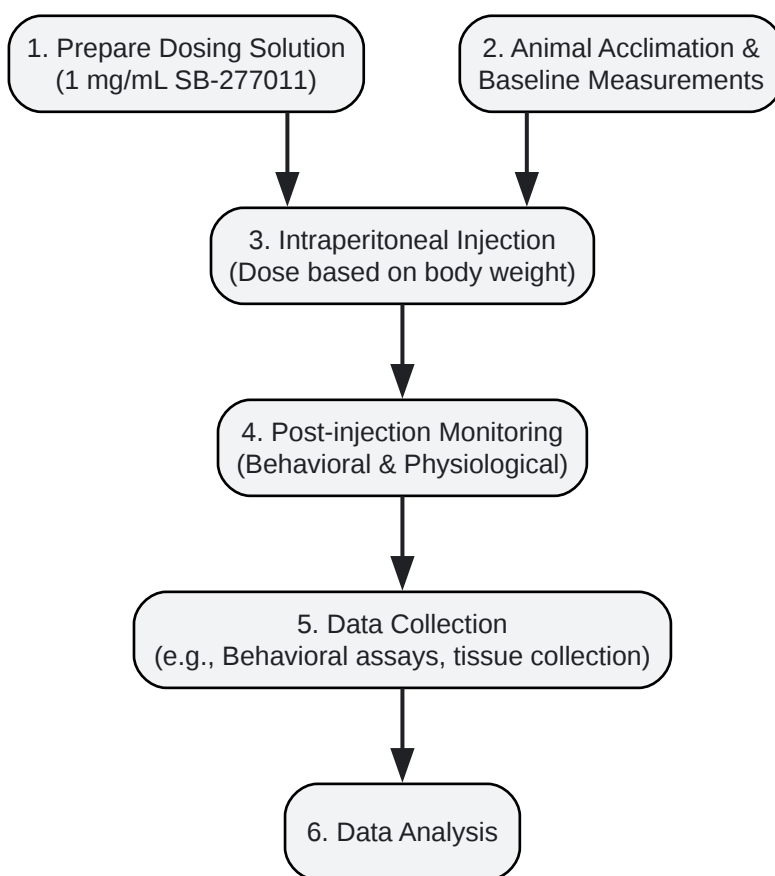 1. Prepare Dosing Solution
(1 mg/mL SB-277011)
2. Animal Acclimation &
Baseline Measurements
3. Intraperitoneal Injection
(Dose based on body weight)
4. Post-injection Monitoring
(Behavioral & Physiological)
5. Data Collection
(e.g., Behavioral assays, tissue collection)
6. Data Analysis